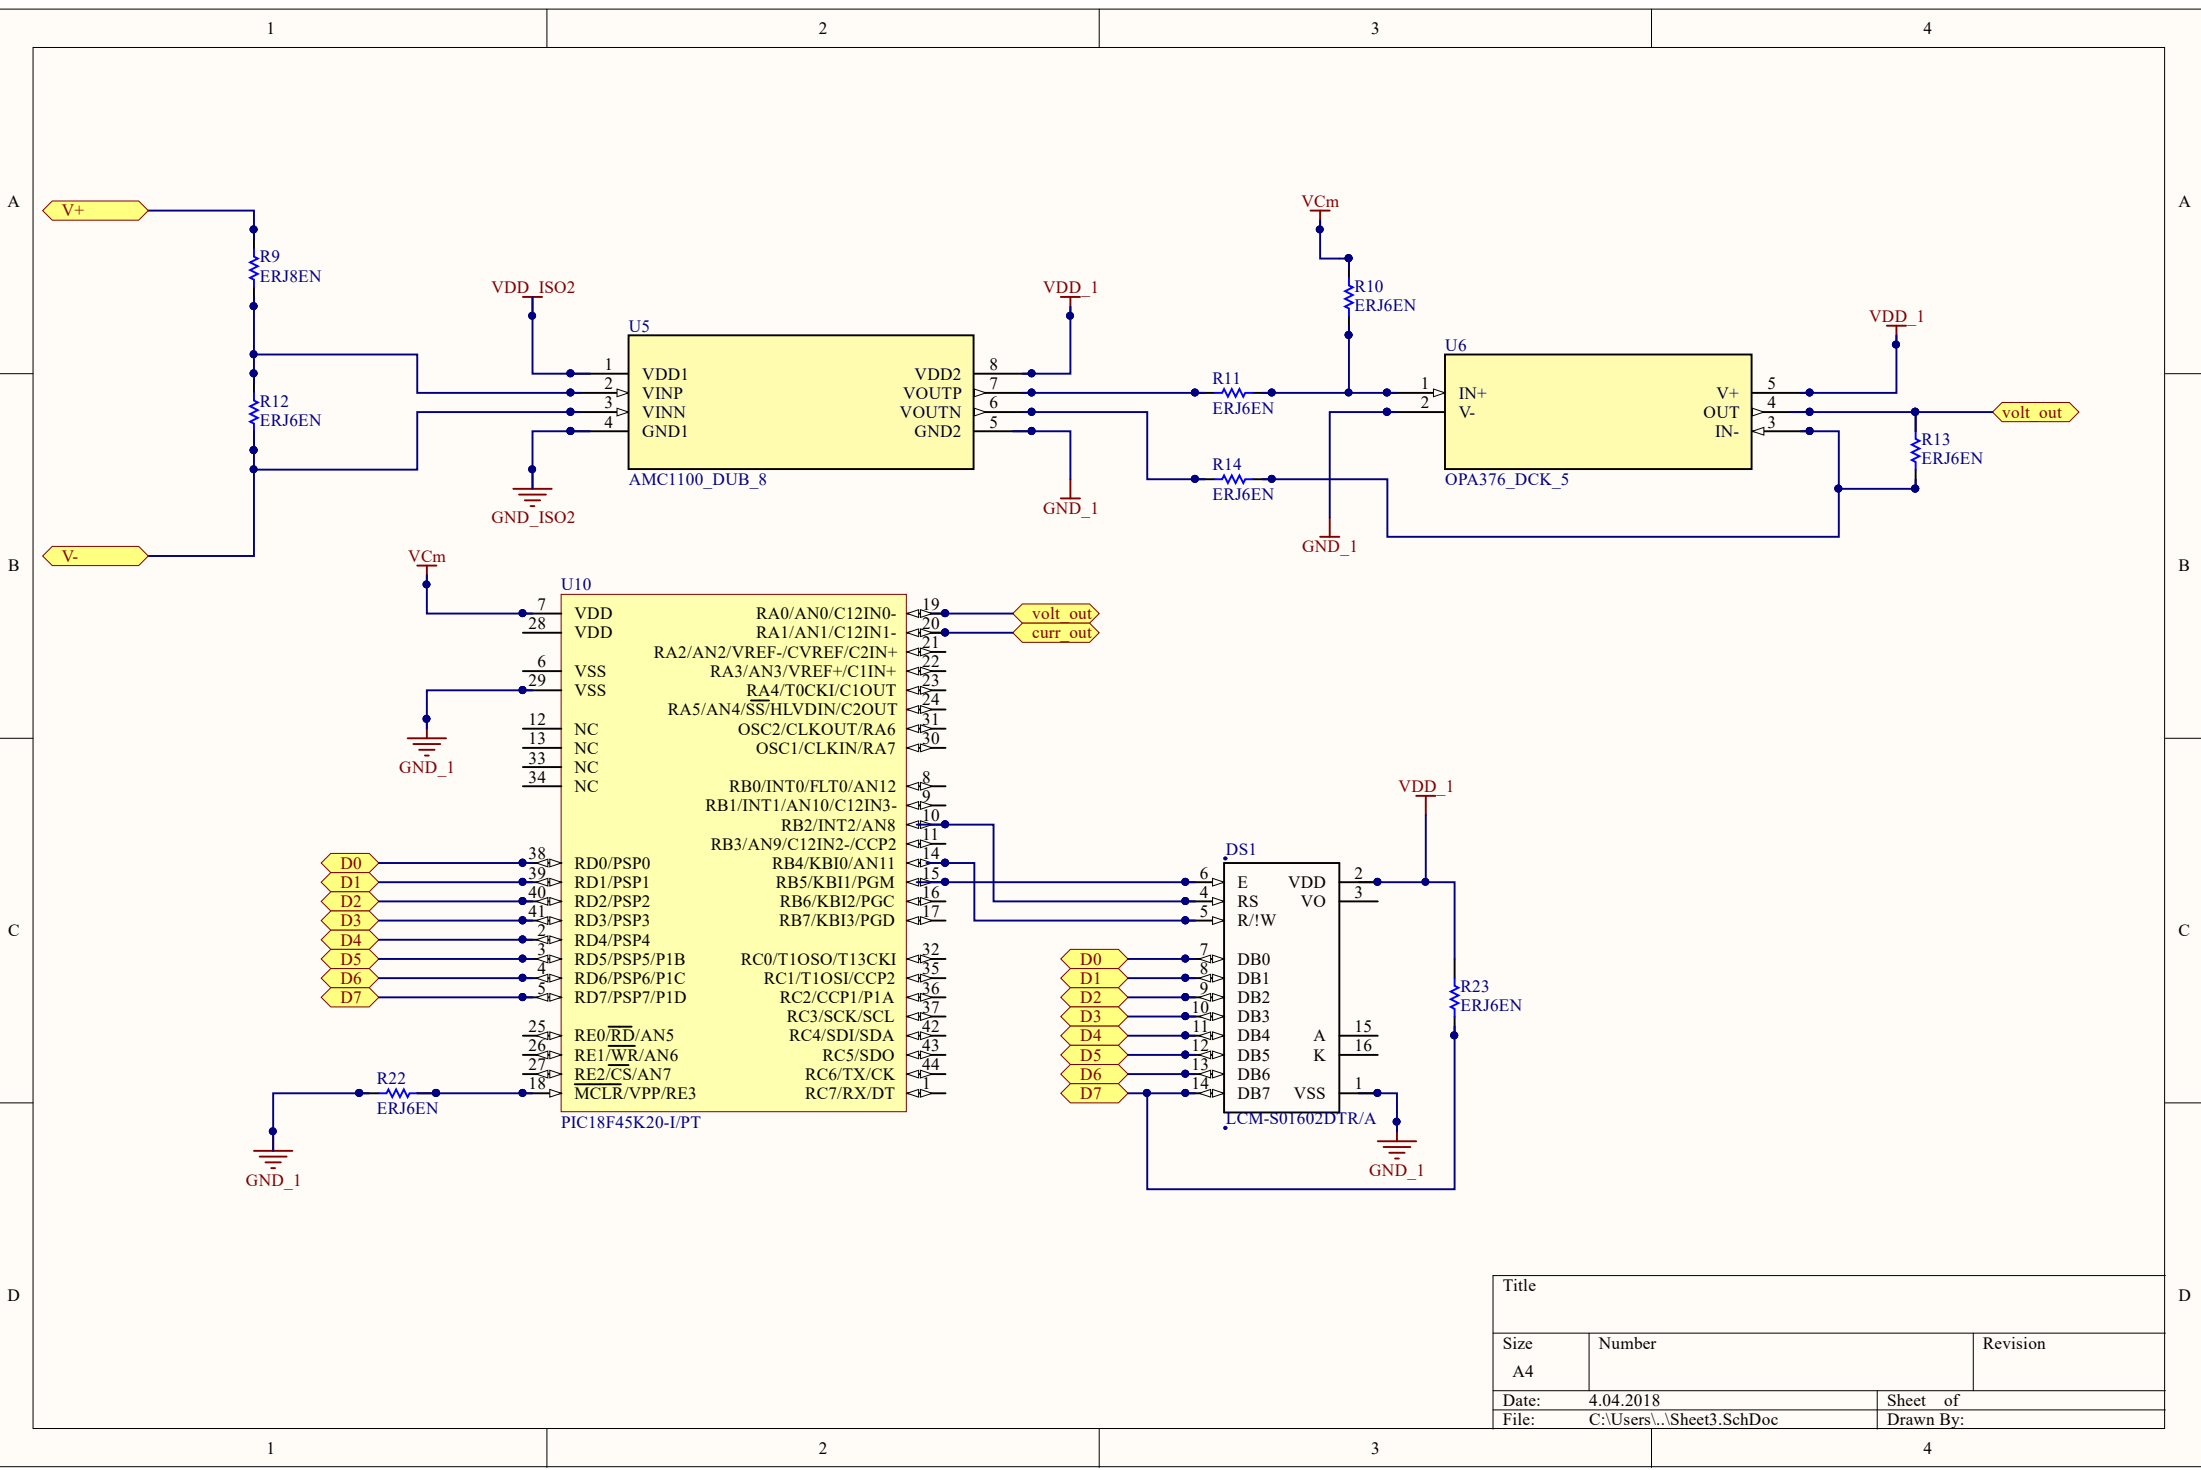 1 2 3 4
A A
V+
VCm
R9
ERJ8EN
VDD_ISO2
VDD_1
R10
ERJ6EN
VDD_1
U5
1 VDD1 VDD2 8
2 VINP VOUTP 7
3 VINN VOUTN 6
4 GND1 GND2 5
AMC1100_DUB_8
R12
ERJ6EN
R11
ERJ6EN
R14
ERJ6EN
U6
1 IN+ V+ 5
2 V- OUT 4
IN- 3
OPA376_DCK_5
volt_out
R13
ERJ6EN
GND_ISO2
GND_1
GND_1
V-
B B
VCm
U10
7 VDD RA0/AN0/C12IN0- 19 volt_out
28 VDD RA1/AN1/C12IN1- 20 curr_out
RA2/AN2/VREF-/CVREF/C2IN+ 21
6 VSS RA3/AN3/VREF+/C1IN+ 22
29 VSS RA4/T0CKI/C1OUT 23
RA5/AN4/SS/HLVDIN/C2OUT 24
12 NC OSC2/CLKOUT/RA6 31
13 NC OSC1/CLKIN/RA7 30
33 NC
34 NC RB0/INT0/FLT0/AN12 8
RB1/INT1/AN10/C12IN3- 9
RB2/INT2/AN8 10
RB3/AN9/C12IN2-/CCP2 11
D0 38 RD0/PSP0 RB4/KBI0/AN11 14
D1 39 RD1/PSP1 RB5/KBI1/PGM 15
D2 40 RD2/PSP2 RB6/KBI2/PGC 16
D3 41 RD3/PSP3 RB7/KBI3/PGD 17
D4 2 RD4/PSP4
D5 3 RD5/PSP5/P1B RC0/T1OSO/T13CKI 32
D6 4 RD6/PSP6/P1C RC1/T1OSI/CCP2 35
D7 5 RD7/PSP7/P1D RC2/CCP1/P1A 36
RC3/SCK/SCL 37
25 RE0/RD/AN5 RC4/SDI/SDA 42
26 RE1/WR/AN6 RC5/SDO 43
27 RE2/CS/AN7 RC6/TX/CK 44
18 MCLR/VPP/RE3 RC7/RX/DT 1
PIC18F45K20-I/PT
GND_1
R22
ERJ6EN
GND_1
C C
VDD_1
DS1
6 E VDD 2
4 RS VO 3
5 R/!W
D0 7 DB0
D1 8 DB1
D2 9 DB2
D3 10 DB3
D4 11 DB4 A 15
D5 12 DB5 K 16
D6 13 DB6
D7 14 DB7 VSS 1
LCM-S01602DTR/A
R23
ERJ6EN
GND_1
D D
Title
Size Number Revision
A4
Date: 4.04.2018 Sheet of
File: C:\Users\..\Sheet3.SchDoc Drawn By:
1 2 3 4